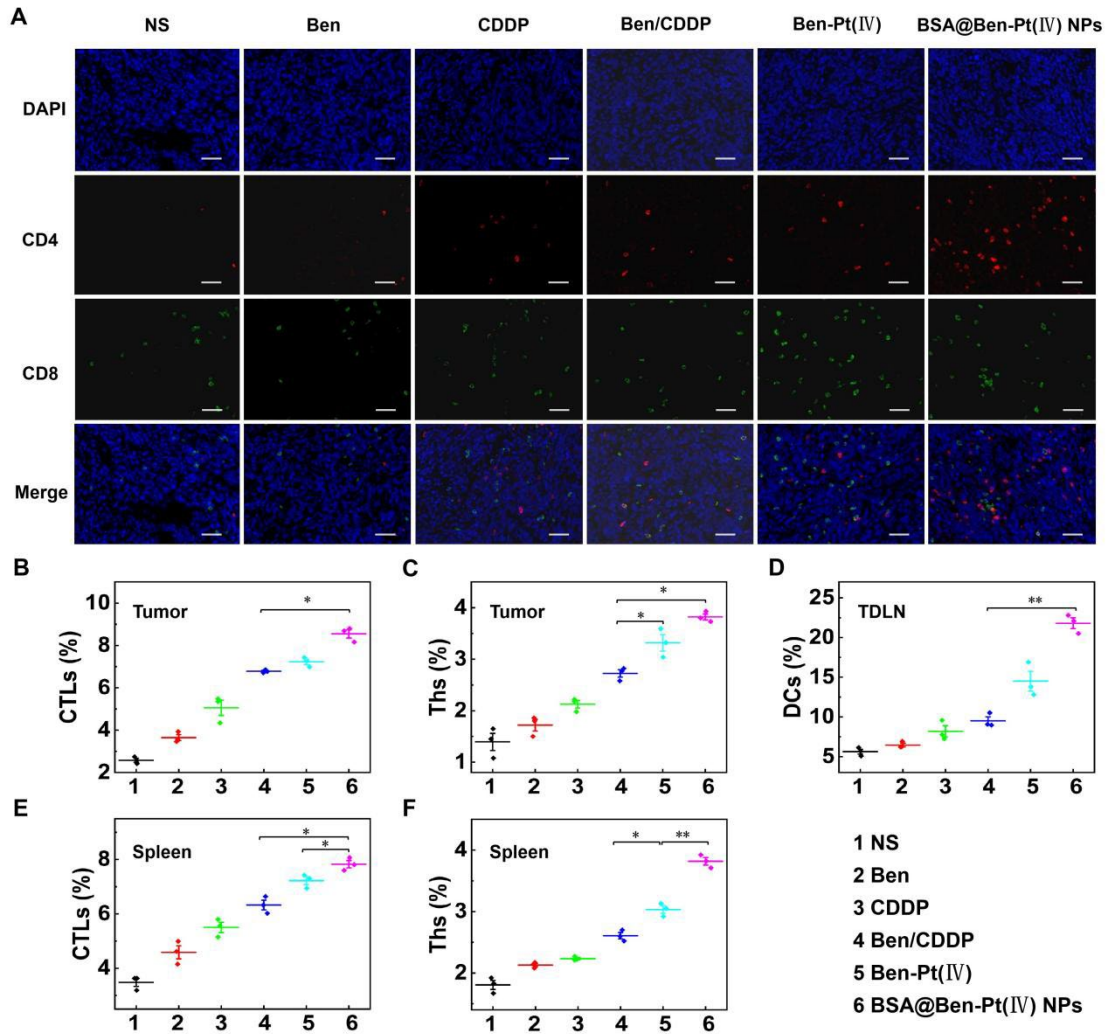 A
NS Ben CDDP Ben/CDDP Ben-Pt(Ⅳ) BSA@Ben-Pt(Ⅳ) NPs
DAPI
CD4
CD8
Merge
B
Tumor
CTLs (%)
10
8
6
4
2
1 2 3 4 5 6
*
C
Tumor
Ths (%)
4
3
2
1
1 2 3 4 5 6
*
*
D
TDLN
DCs (%)
25
20
15
10
5
1 2 3 4 5 6
**
E
Spleen
CTLs (%)
8
6
4
1 2 3 4 5 6
*
*
F
Spleen
Ths (%)
4
3
2
1 2 3 4 5 6
*
**
1 NS
2 Ben
3 CDDP
4 Ben/CDDP
5 Ben-Pt(Ⅳ)
6 BSA@Ben-Pt(Ⅳ) NPs